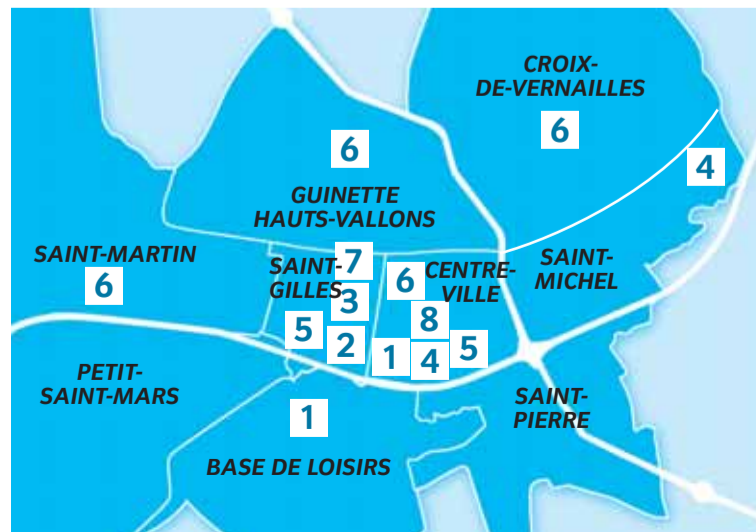 CROIX-
DE-VERNAILLES
6
4
6
GUINETTE
HAUTS-VALLONS
SAINT-MARTIN
6
SAINT-
GILLES
7
3
5
2
CENTRE-
VILLE
6
8
1
4
5
SAINT-
MICHEL
PETIT-
SAINT-MARS
1
BASE DE LOISIRS
SAINT-
PIERRE